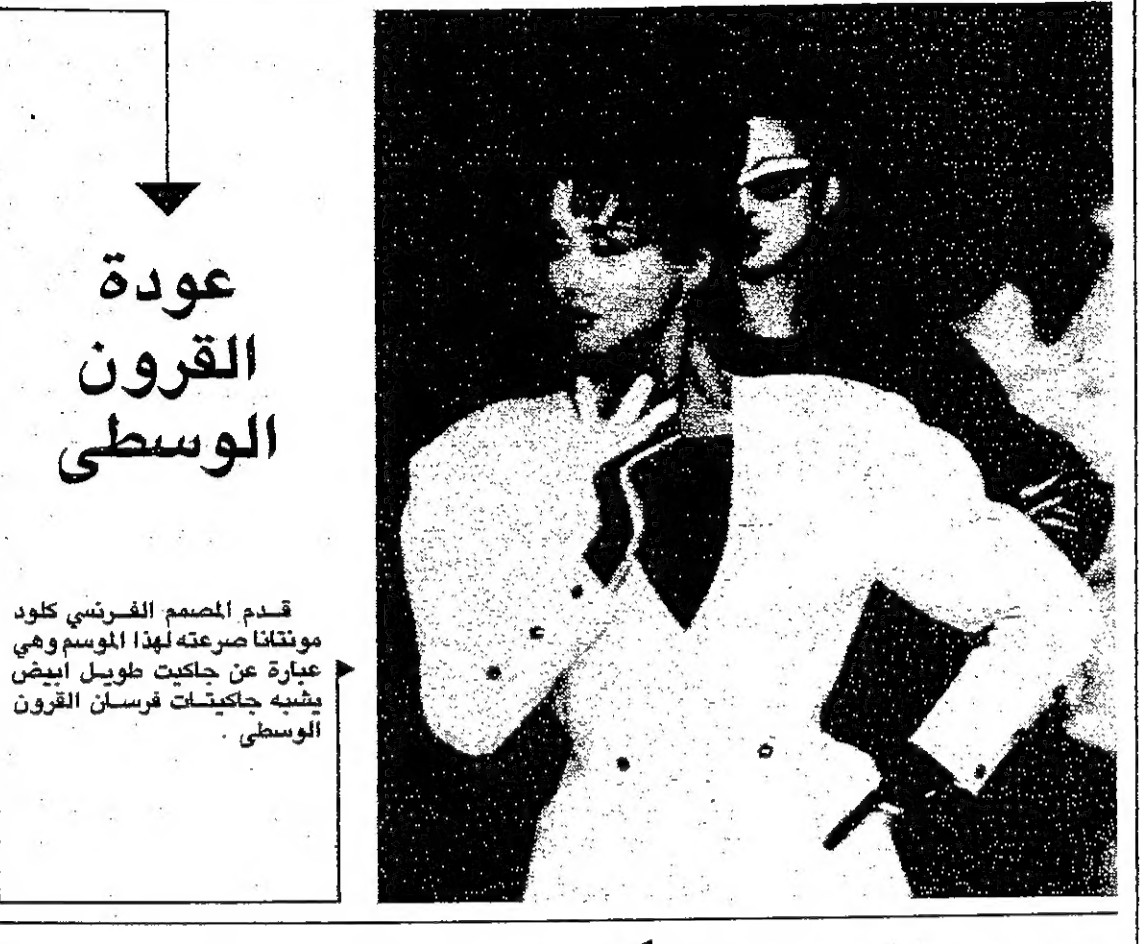 عودة
القرون
الوسطى
قدم المصمم الفرنسي كلود
مونتانا صرعته لهذا الموسم وهي
عبارة عن جاكيت طويل ابيض
يشبه جاكيتات فرسان القرون
الوسطى .